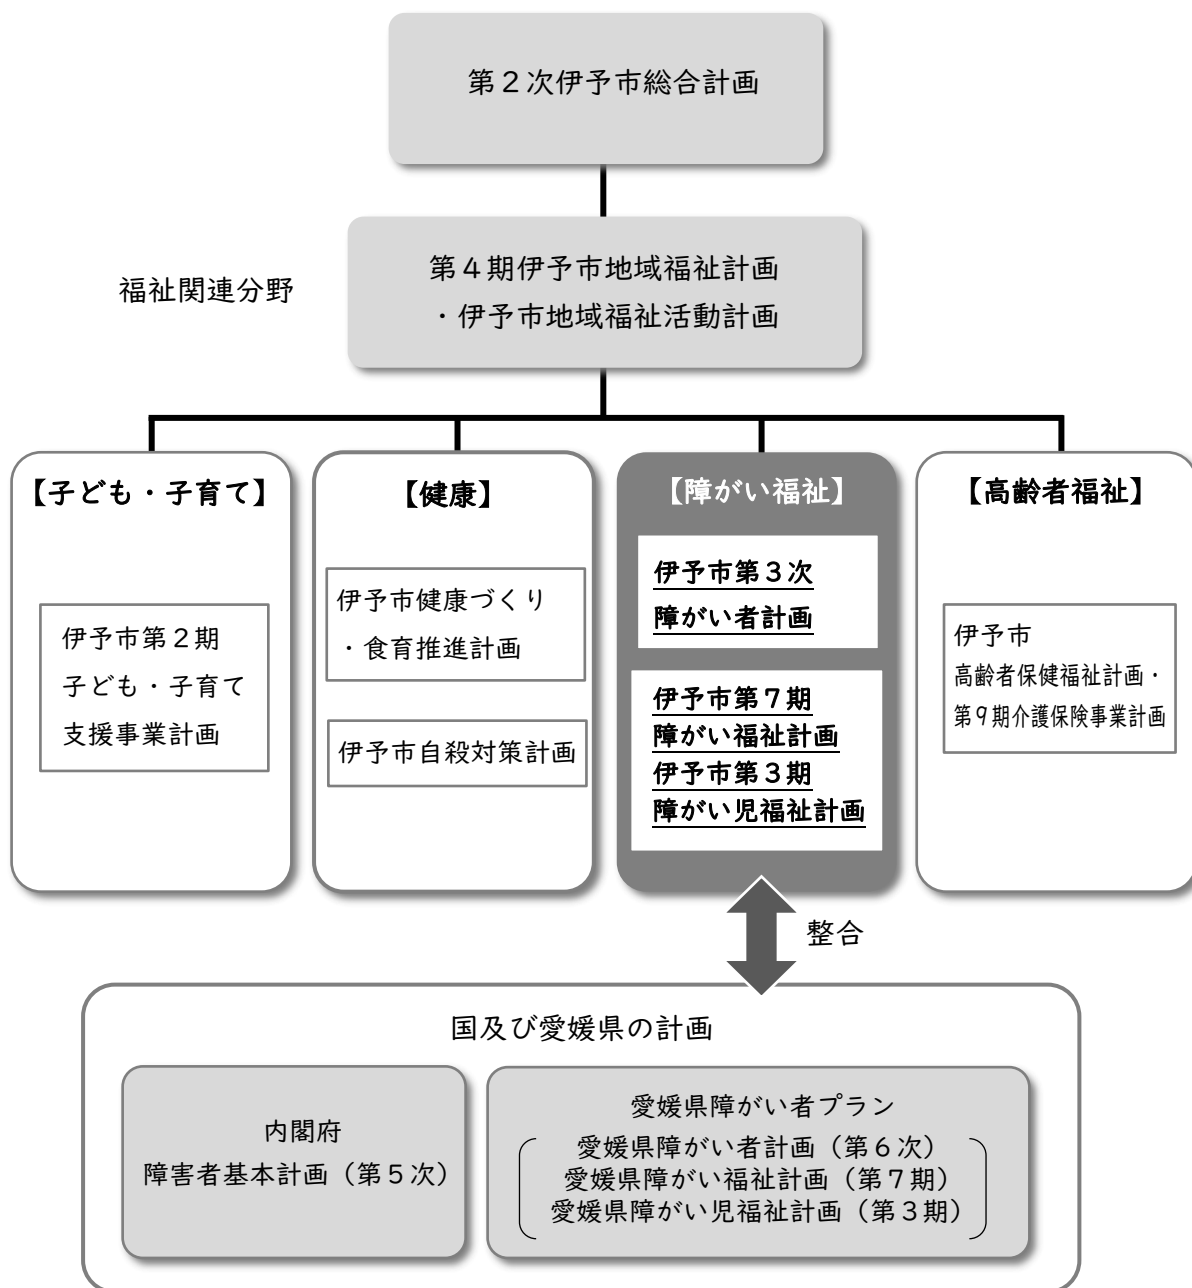 第２次伊予市総合計画
福祉関連分野
第４期伊予市地域福祉計画
・伊予市地域福祉活動計画
【子ども・子育て】
伊予市第２期
子ども・子育て
支援事業計画
【健康】
伊予市健康づくり
・食育推進計画
伊予市自殺対策計画
【障がい福祉】
伊予市第３次
障がい者計画
伊予市第７期
障がい福祉計画
伊予市第３期
障がい児福祉計画
【高齢者福祉】
伊予市
高齢者保健福祉計画・
第９期介護保険事業計画
整合
国及び愛媛県の計画
内閣府
障害者基本計画（第５次）
愛媛県障がい者プラン
愛媛県障がい者計画（第６次）
愛媛県障がい福祉計画（第７期）
愛媛県障がい児福祉計画（第３期）